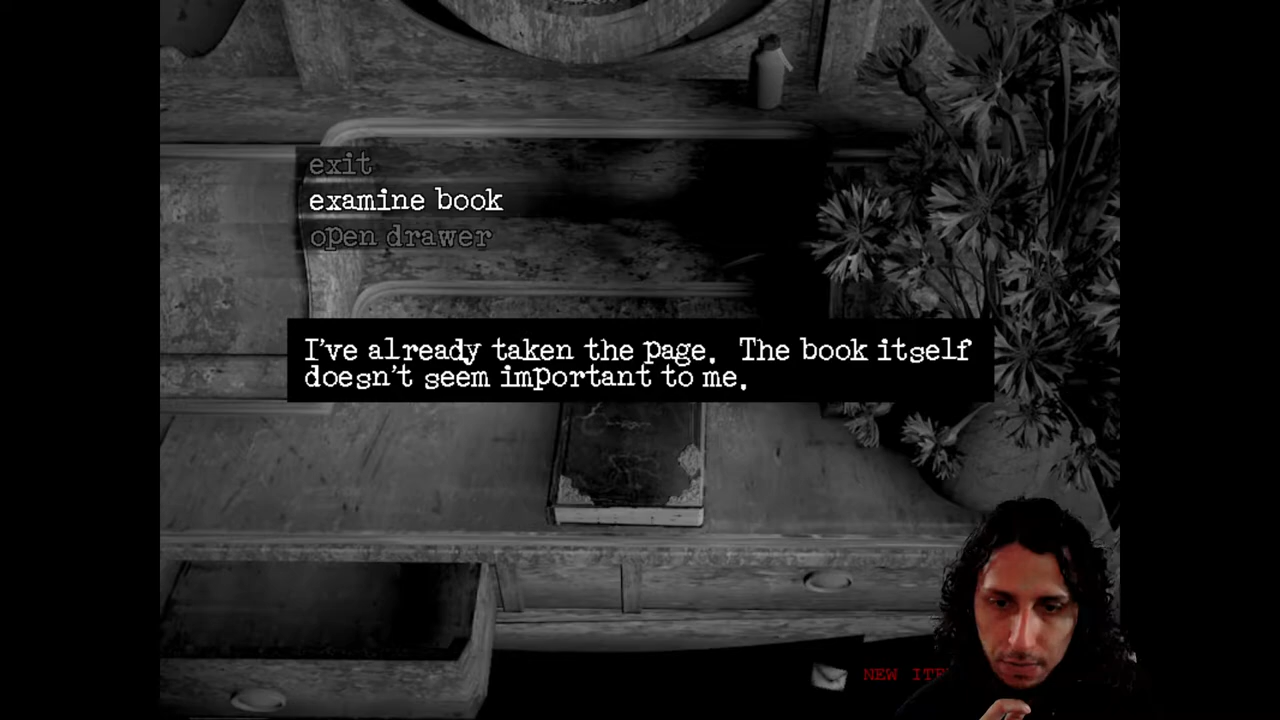 exit
examine book
open drawer
I've already taken the page.  The book itself
doesn't seem important to me.
NEW